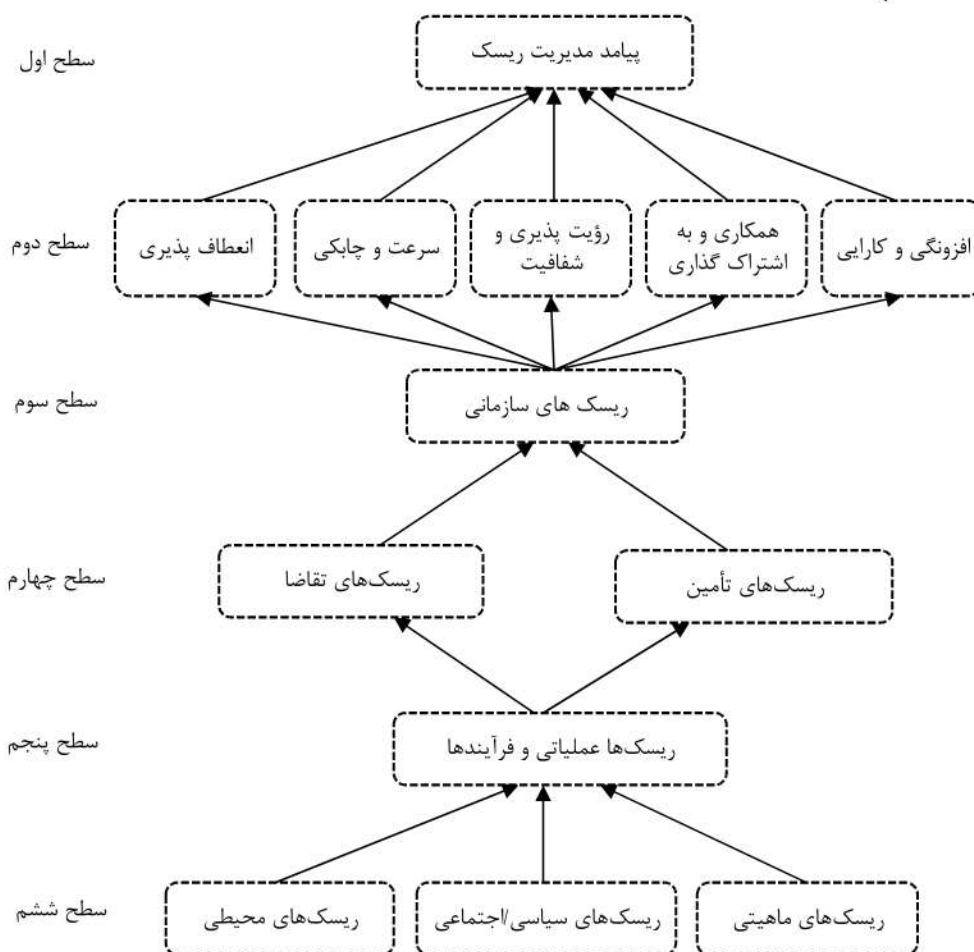 سطح اول
پیامد مدیریت ریسک
سطح دوم
انعطاف پذیری
سرعت و چابکی
رؤیت پذیری و
شفافیت
همکاری و به
اشتراک گذاری
افزونگی و کارایی
سطح سوم
ریسک های سازمانی
سطح چهارم
ریسک‌های تقاضا
ریسک‌های تأمین
سطح پنجم
ریسک‌ها عملیاتی و فرآیندها
سطح ششم
ریسک‌های محیطی
ریسک‌های سیاسی/اجتماعی
ریسک‌های ماهیتی